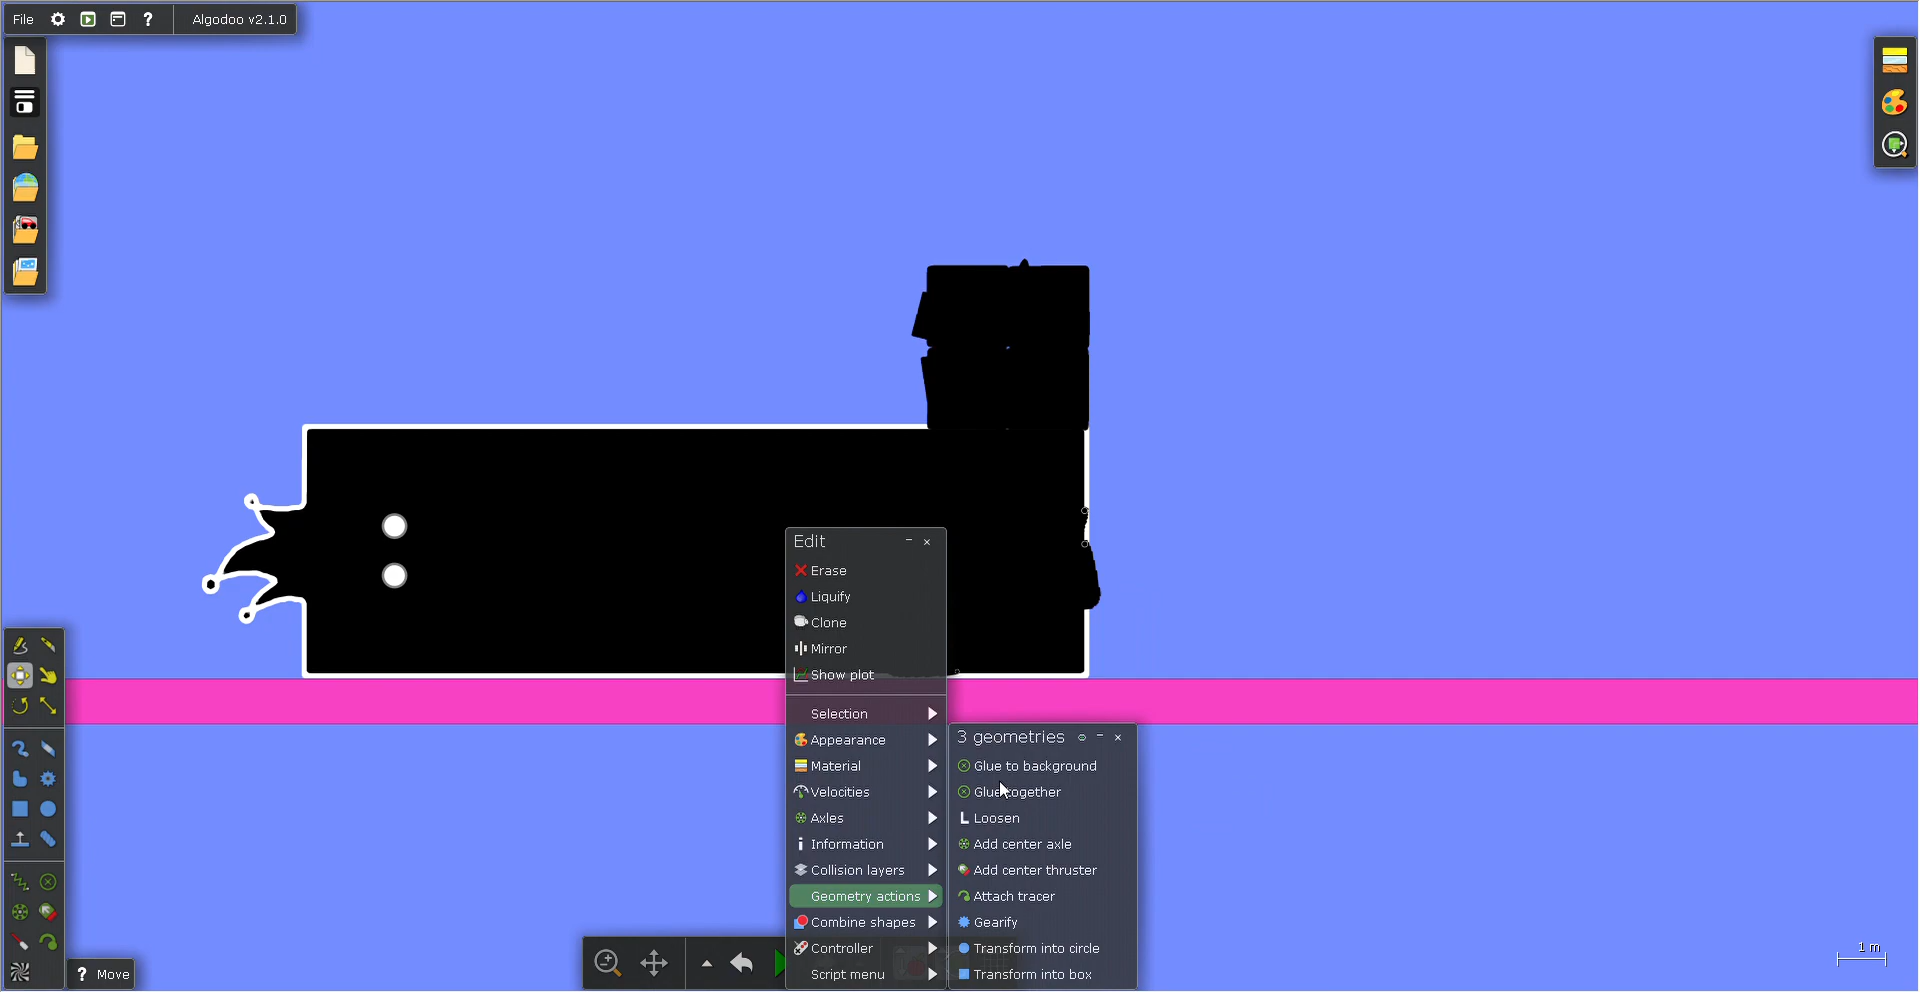 File ? Algodoo v2.1.0
Edit
Erase
Liquify
Clone
Mirror
Show plot
Selection
Appearance
Material
Velocities
Axles
Information
Collision layers
Geometry actions
Combine shapes
Controller
Script menu
3 geometries
Glue to background
Glue together
Loosen
Add center axle
Add center thruster
Attach tracer
Gearify
Transform into circle
Transform into box
? Move
1 m